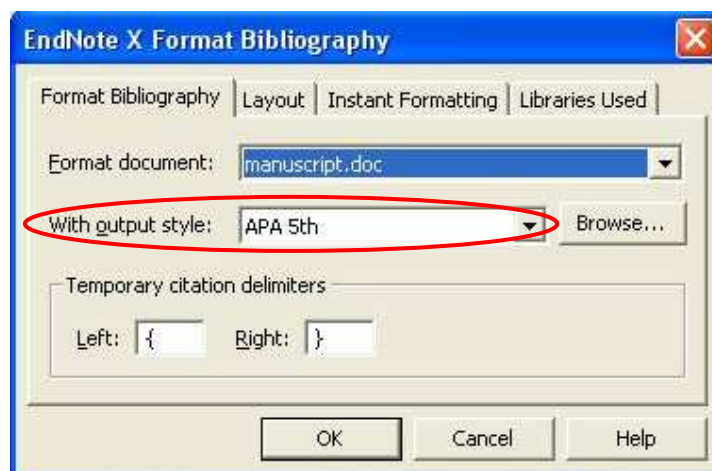 EndNote X Format Bibliography
Format Bibliography Layout Instant Formatting Libraries Used
Format document: manuscript.doc
With output style: APA 5th Browse...
Temporary citation delimiters
Left: { Right: }
OK Cancel Help